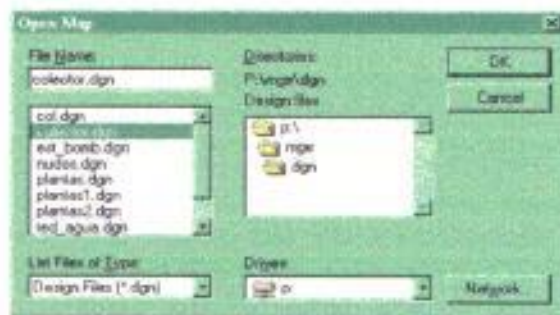 Open Map
File Name:
colector.dgn
col.dgn
colector.dgn
est_bomb.dgn
nudos.dgn
plantas.dgn
plantas1.dgn
plantas2.dgn
red_agua.dgn
List Files of Type:
Design Files (*.dgn)
Directories:
P:\mge\dgn
Design files
p:\
mge
dgn
Drives:
p:
OK
Cancel
Network